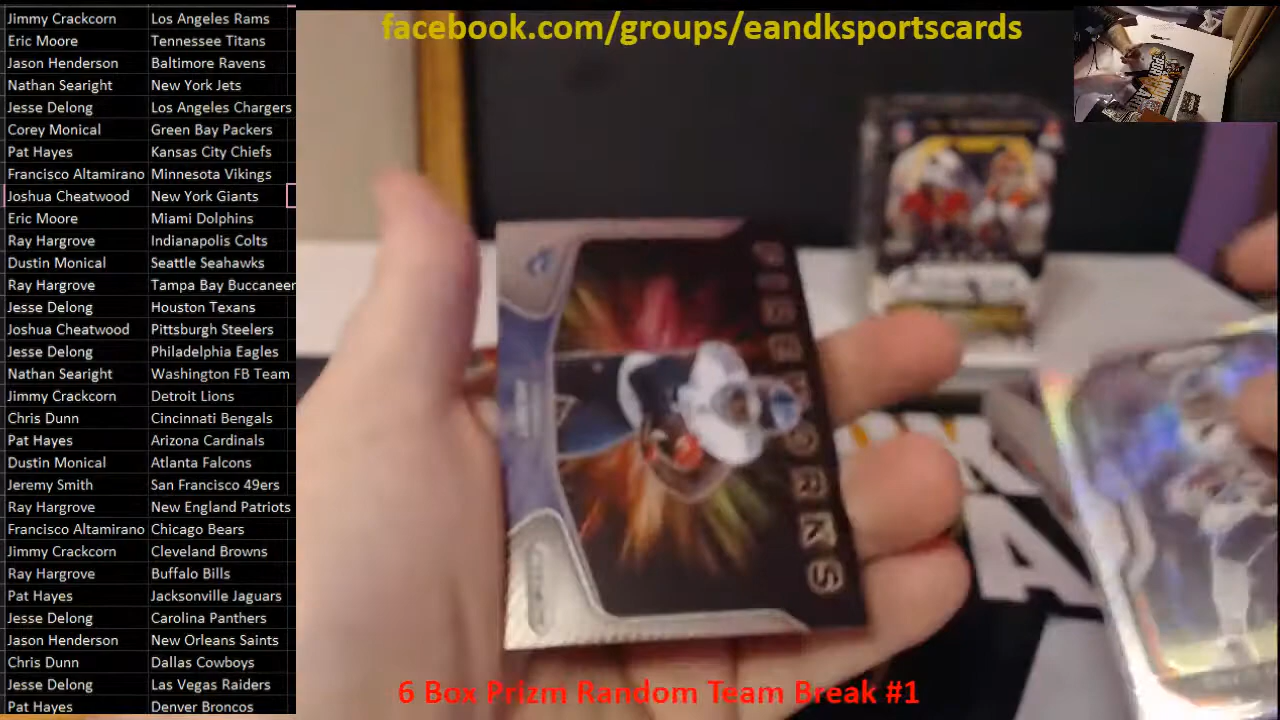 Jimmy Crackcorn Los Angeles Rams
Eric Moore Tennessee Titans
Jason Henderson Baltimore Ravens
Nathan Searight New York Jets
Jesse Delong Los Angeles Chargers
Corey Monical Green Bay Packers
Pat Hayes Kansas City Chiefs
Francisco Altamirano Minnesota Vikings
Joshua Cheatwood New York Giants
Eric Moore Miami Dolphins
Ray Hargrove Indianapolis Colts
Dustin Monical Seattle Seahawks
Ray Hargrove Tampa Bay Buccaneer
Jesse Delong Houston Texans
Joshua Cheatwood Pittsburgh Steelers
Jesse Delong Philadelphia Eagles
Nathan Searight Washington FB Team
Jimmy Crackcorn Detroit Lions
Chris Dunn Cincinnati Bengals
Pat Hayes Arizona Cardinals
Dustin Monical Atlanta Falcons
Jeremy Smith San Francisco 49ers
Ray Hargrove New England Patriots
Francisco Altamirano Chicago Bears
Jimmy Crackcorn Cleveland Browns
Ray Hargrove Buffalo Bills
Pat Hayes Jacksonville Jaguars
Jesse Delong Carolina Panthers
Jason Henderson New Orleans Saints
Chris Dunn Dallas Cowboys
Jesse Delong Las Vegas Raiders
Pat Hayes Denver Broncos
facebook.com/groups/eandksportscards
FIREWORKS
6 Box Prizm Random Team Break #1